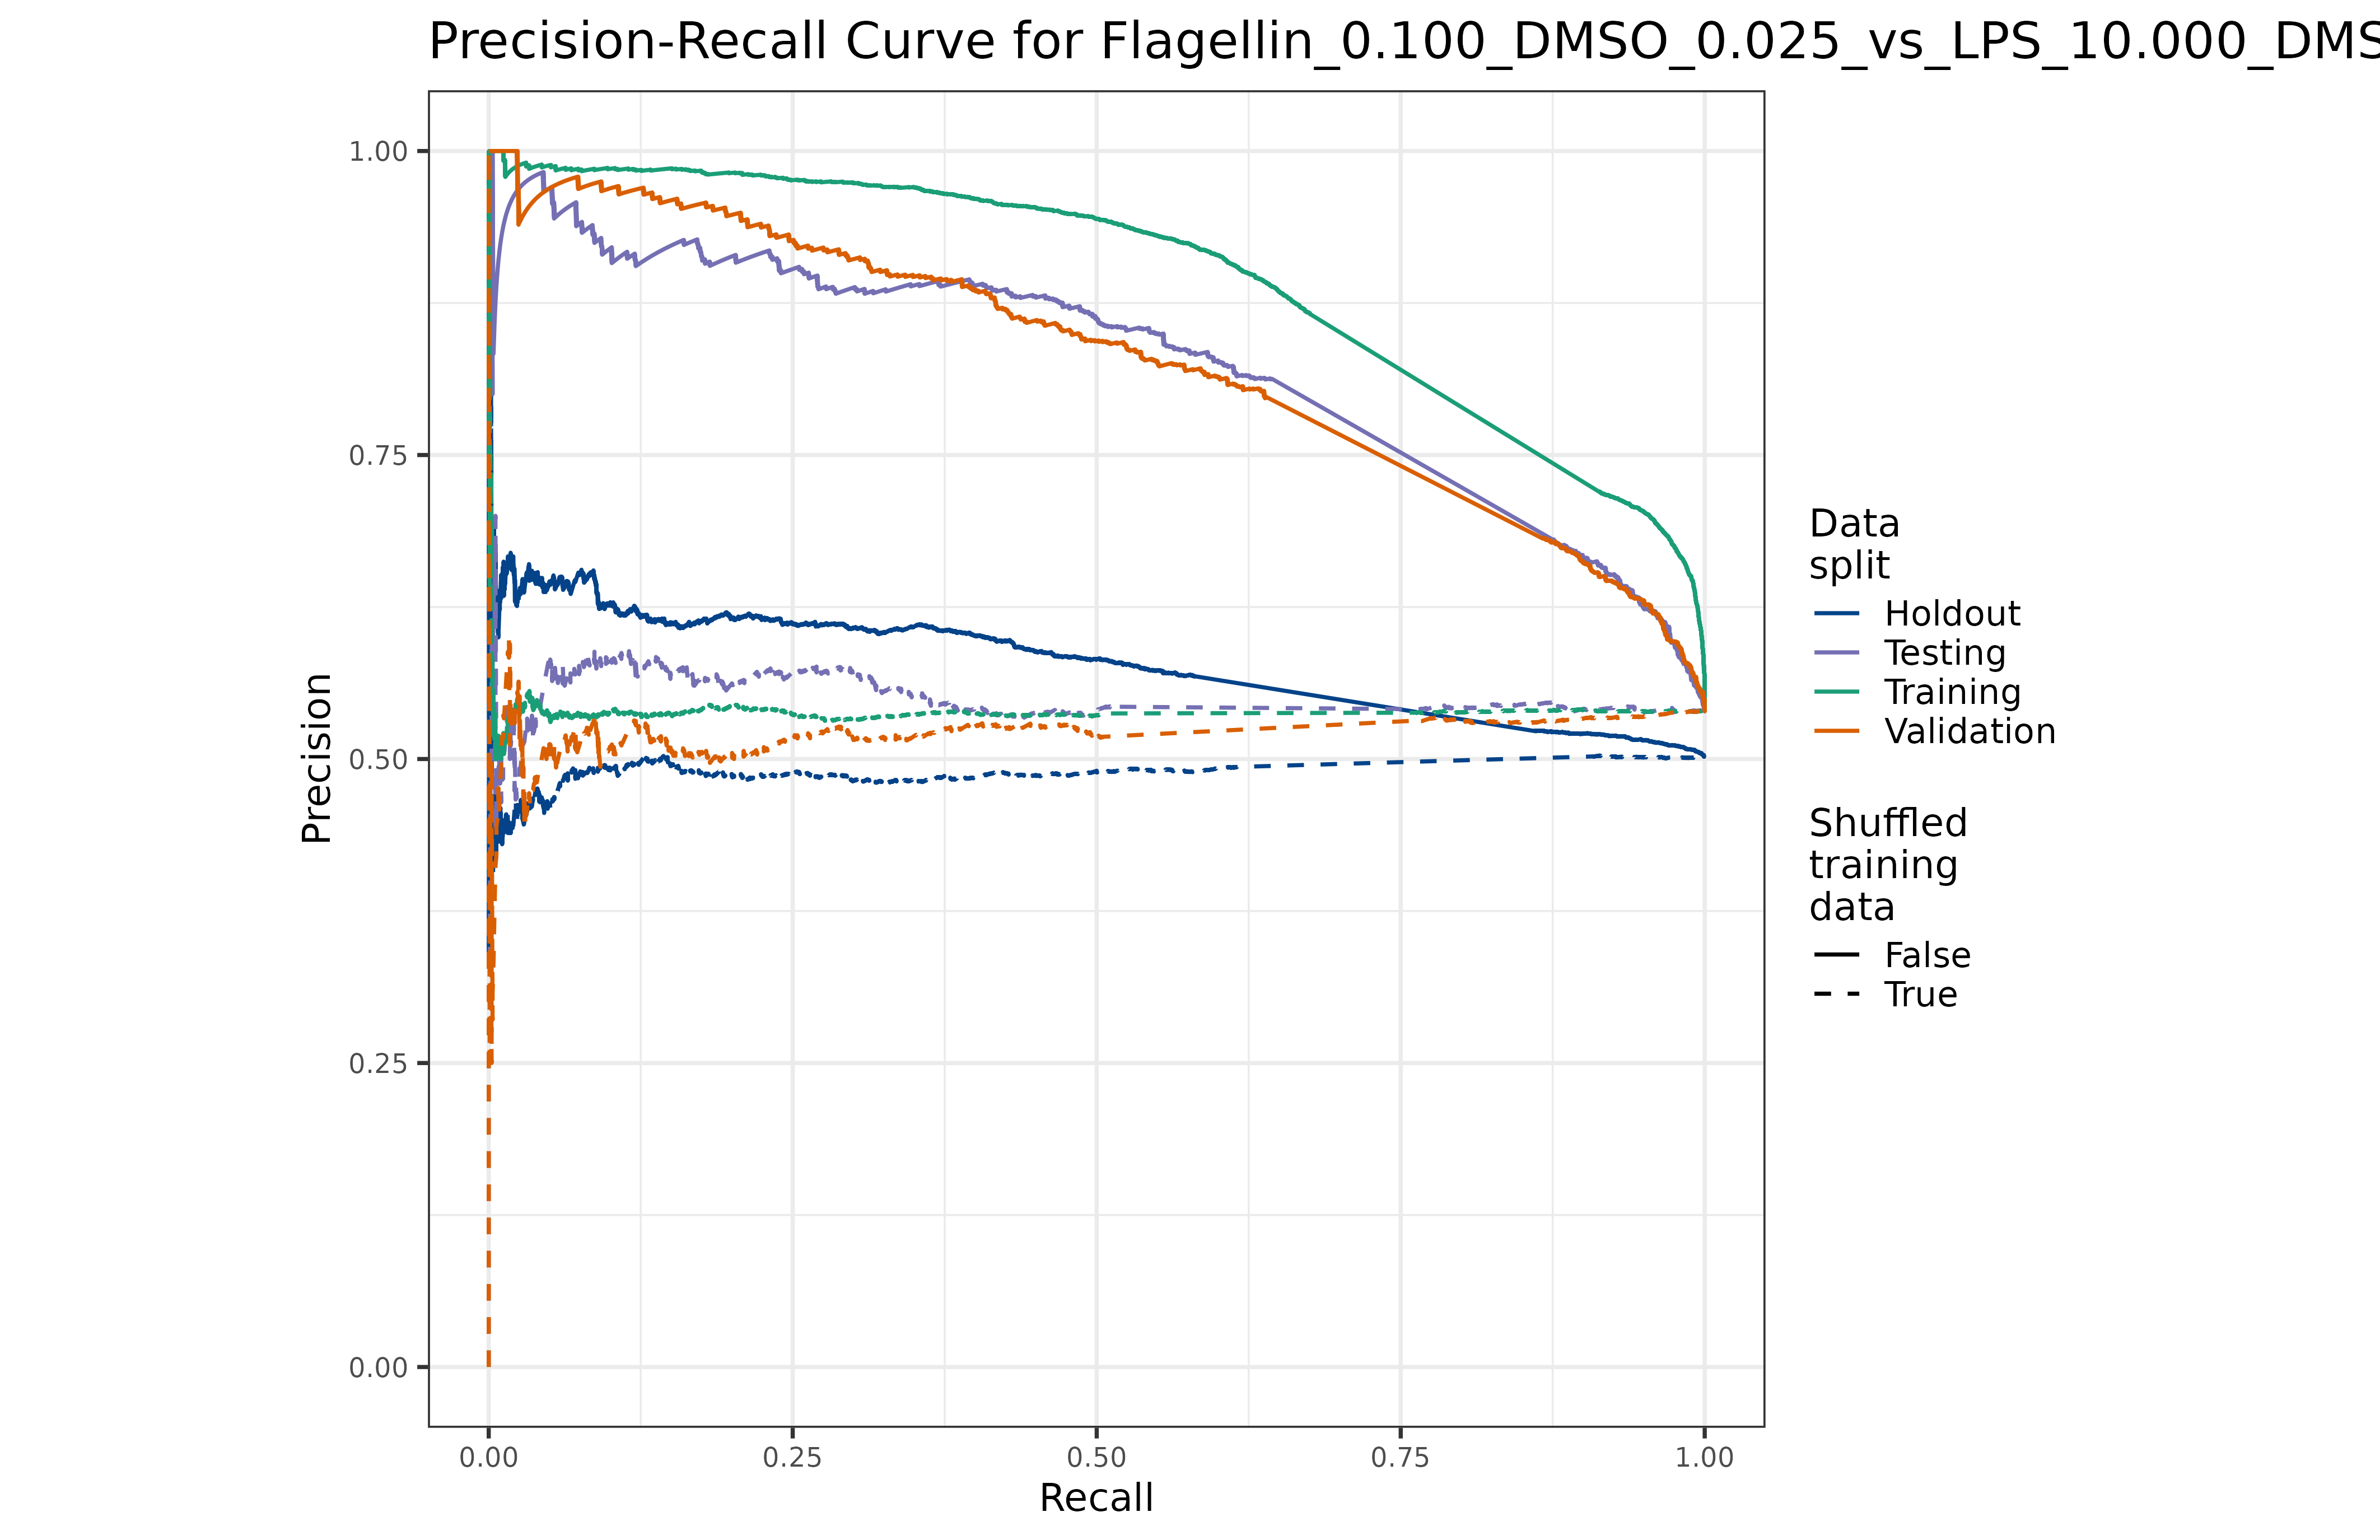 Precision-Recall Curve for Flagellin_0.100_DMSO_0.025_vs_LPS_10.000_DMS
1.00
0.75
0.50
0.25
0.00
Precision
0.00 0.25 0.50 0.75 1.00
Recall
Data
split
Holdout
Testing
Training
Validation
Shuffled
training
data
False
True